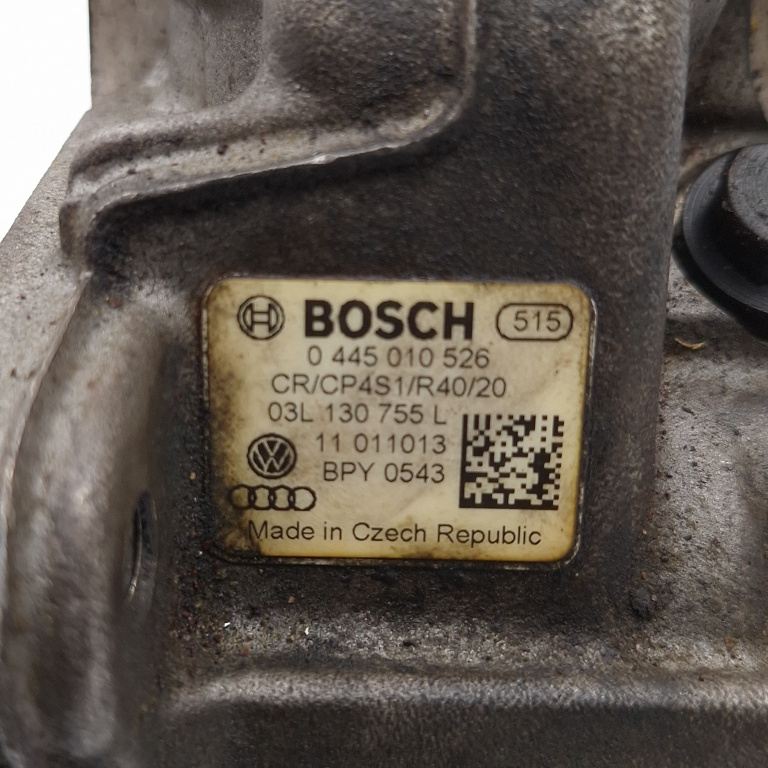 BOSCH 515
0 445 010 526
CR/CP4S1/R40/20
03L 130 755 L
11 011013
BPY 0543
Made in Czech Republic